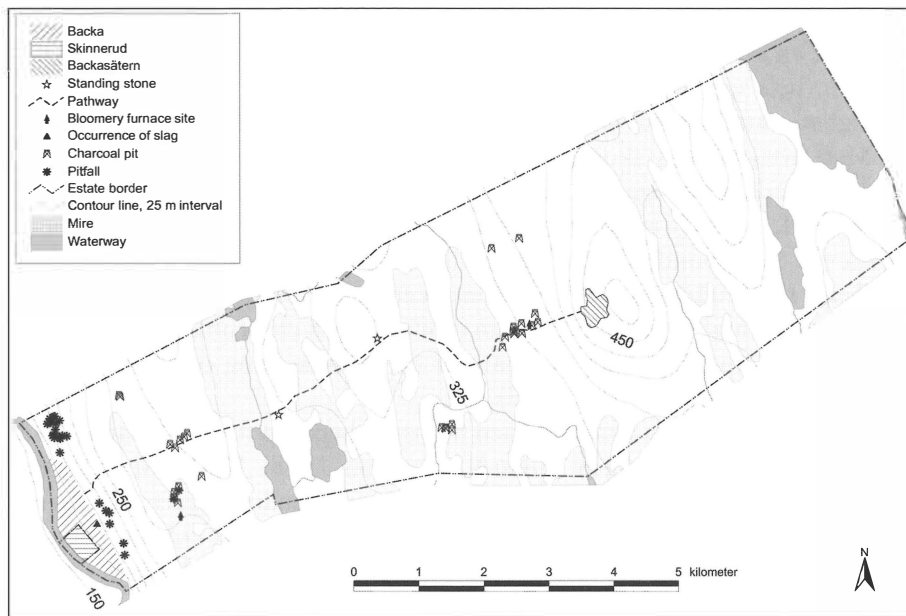 Backa
Skinnerud
Backasätern
Standing stone
Pathway
Bloomery furnace site
Occurrence of slag
Charcoal pit
Pitfall
Estate border
Contour line, 25 m interval
Mire
Waterway
450
325
250
150
0 1 2 3 4 5 kilometer
N